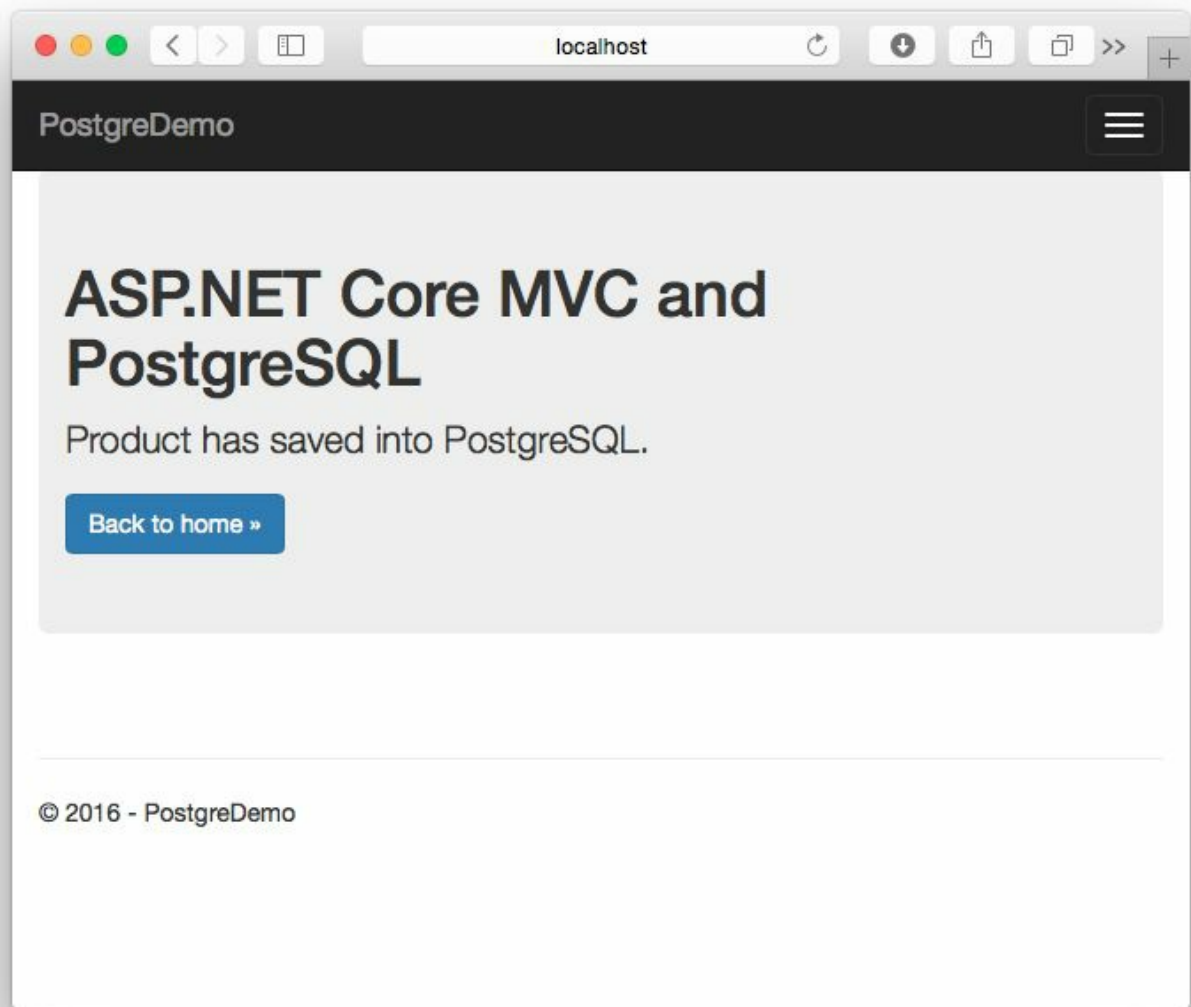 localhost
PostgreDemo
ASP.NET Core MVC and
PostgreSQL
Product has saved into PostgreSQL.
Back to home »
© 2016 - PostgreDemo